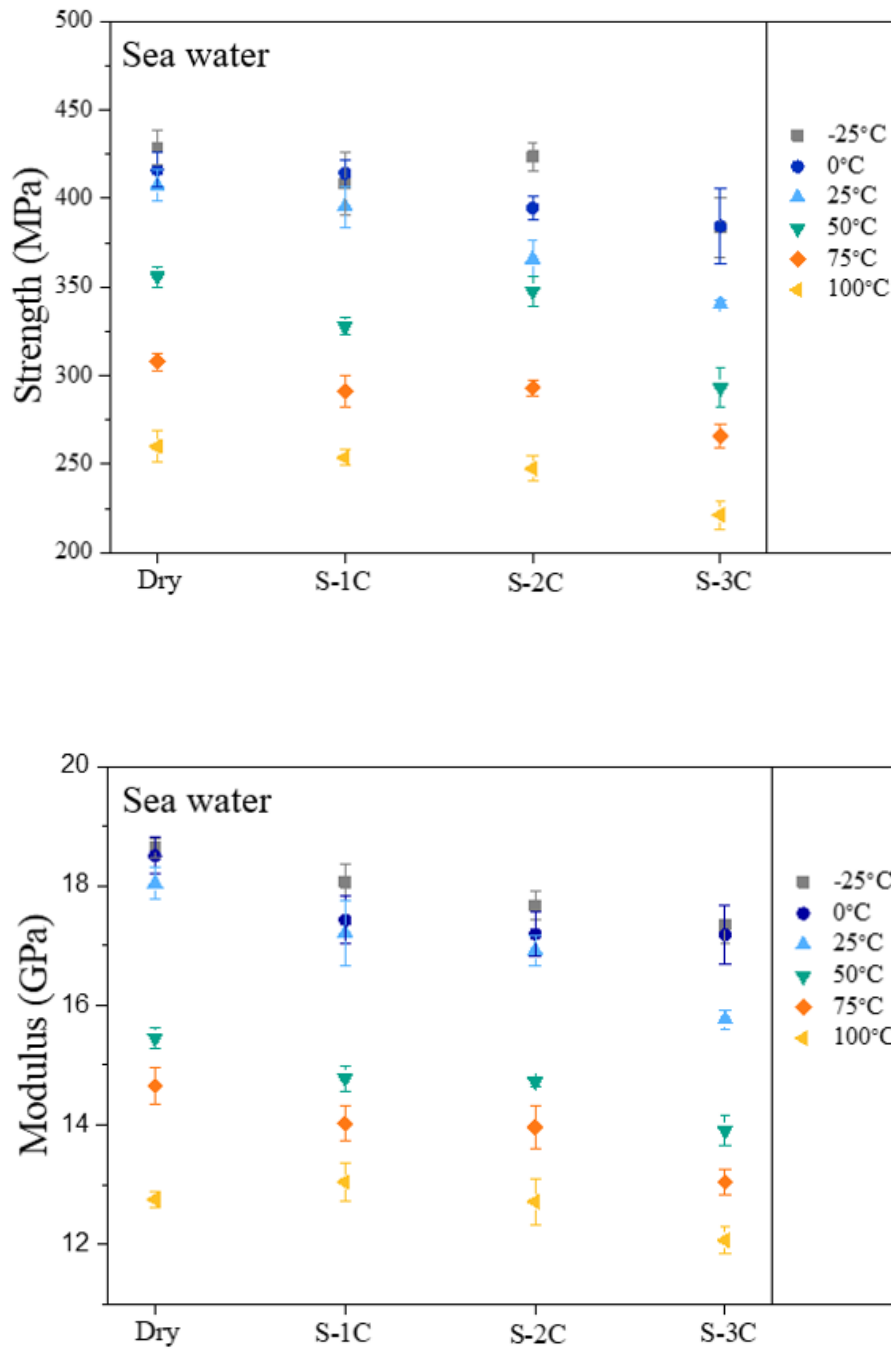 Sea water
Strength (MPa)
500
450
400
350
300
250
200
Dry
S-1C
S-2C
S-3C
-25°C
0°C
25°C
50°C
75°C
100°C
Sea water
Modulus (GPa)
20
18
16
14
12
Dry
S-1C
S-2C
S-3C
-25°C
0°C
25°C
50°C
75°C
100°C